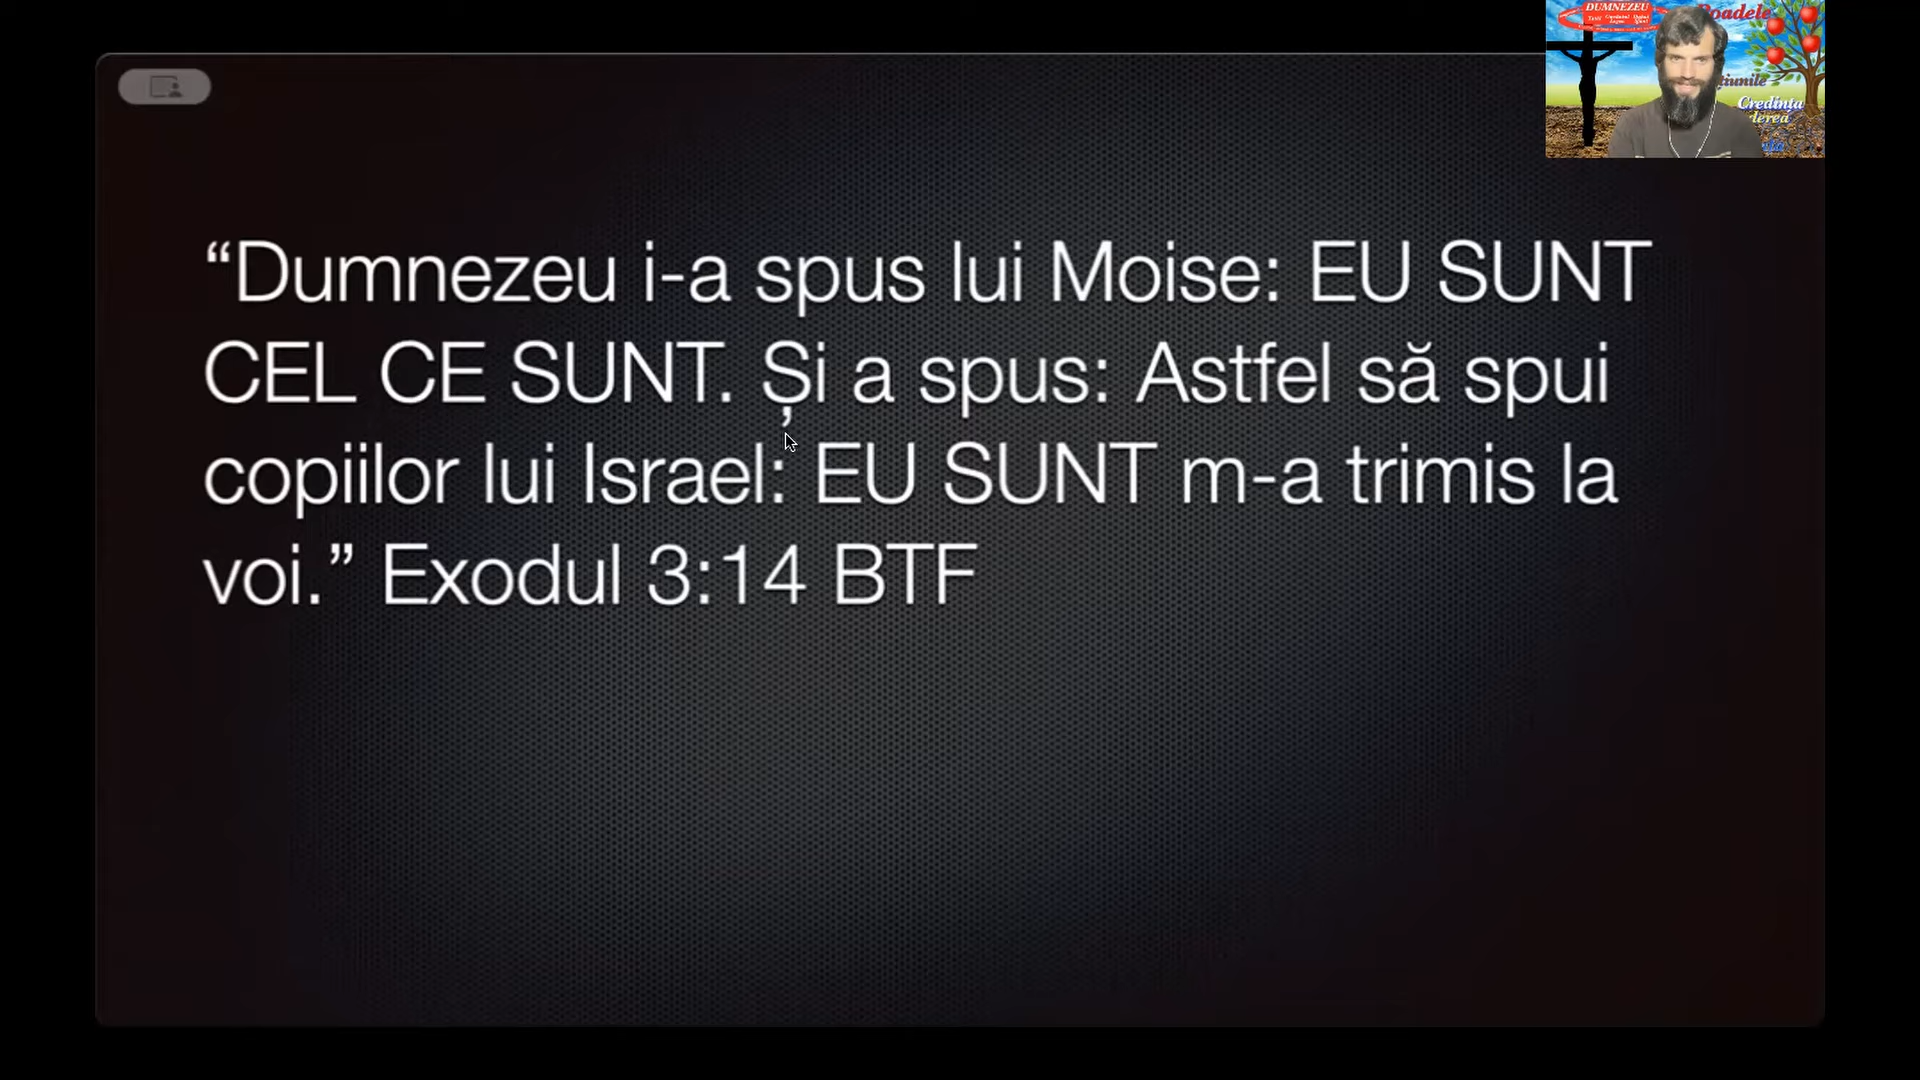 DUMNEZEU
Roadele
Credința
“Dumnezeu i-a spus lui Moise: EU SUNT
CEL CE SUNT. Și a spus: Astfel să spui
copiilor lui Israel: EU SUNT m-a trimis la
voi.” Exodul 3:14 BTF